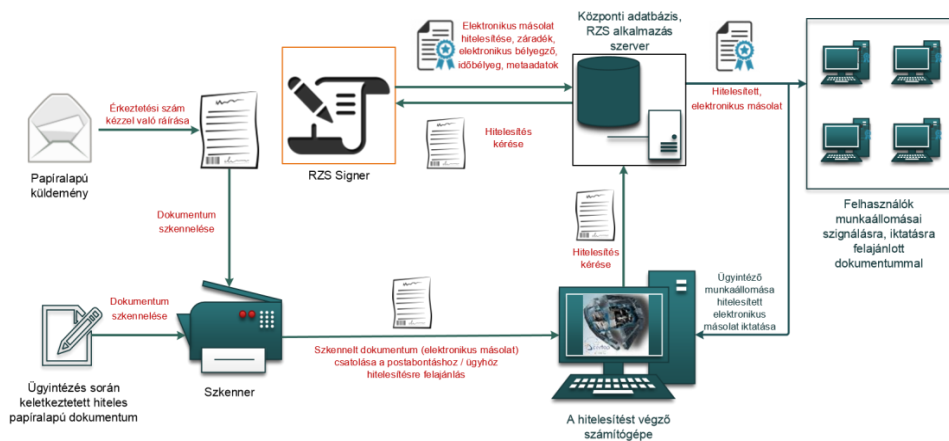 Elektronikus másolat
hitelesítése, záradék,
elektronikus bélyegző,
időbélyeg, metaadatok
Központi adatbázis,
RZS alkalmazás
szerver
Érkeztetési szám
kézzel való ráírása
Hitelesített,
elektronikus másolat
Hitelesítés
kérése
Papíralapú
küldemény
RZS Signer
Felhasználók
munkaállomásai
szignálásra, iktatásra
felajánlott
dokumentummal
Dokumentum
szkennelése
Hitelesítés
kérése
Ügyintéző
munkaállomása
hitelesített
elektronikus
másolat iktatása
Dokumentum
szkennelése
Szkennelt dokumentum (elektronikus másolat)
csatolása a postabontáshoz / ügyhöz
hitelesítésre felajánlás
Ügyintézés során
keletkeztetett hiteles
papíralapú dokumentum
Szkenner
A hitelesítést végző
számítógépe